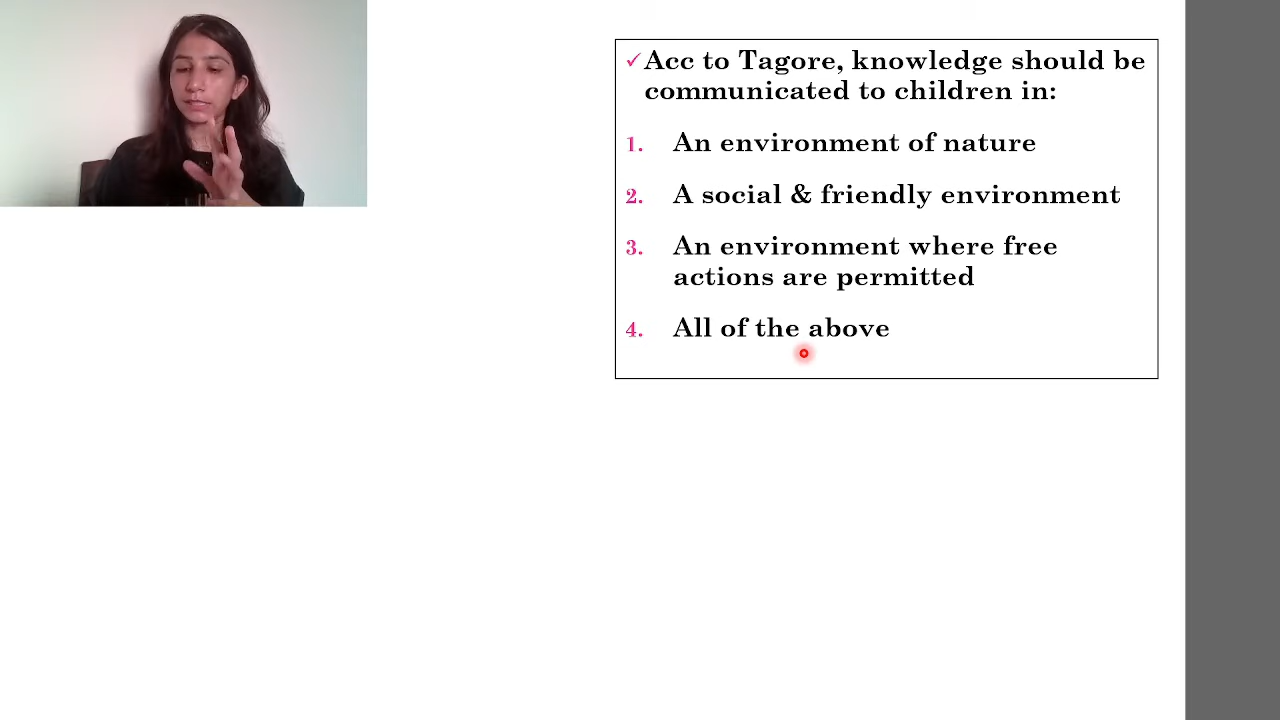 ✓ Acc to Tagore, knowledge should be
communicated to children in:
1. An environment of nature
2. A social & friendly environment
3. An environment where free
actions are permitted
4. All of the above